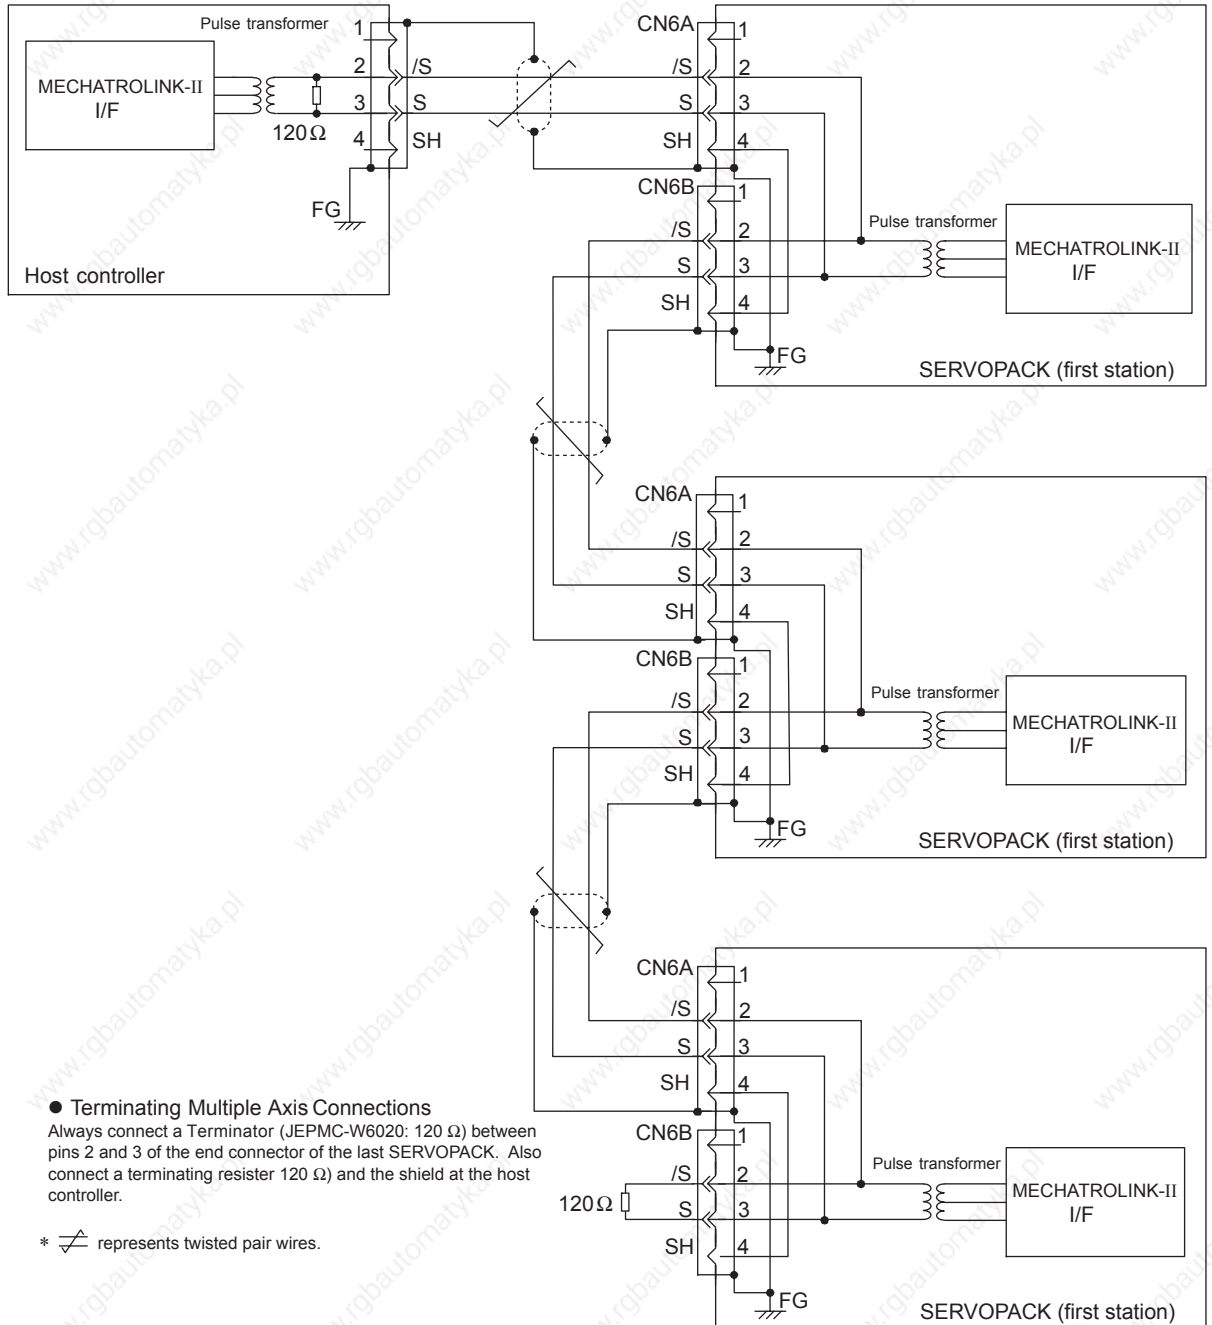 Pulse transformer
MECHATROLINK-II
I/F
120Ω
1
2
3
4
/S
S
SH
FG
Host controller
CN6A
/S
S
SH
1
2
3
4
CN6B
/S
S
SH
1
2
3
4
Pulse transformer
MECHATROLINK-II
I/F
FG
SERVOPACK (first station)
CN6A
/S
S
SH
1
2
3
4
CN6B
/S
S
SH
1
2
3
4
Pulse transformer
MECHATROLINK-II
I/F
FG
SERVOPACK (first station)
CN6A
/S
S
SH
1
2
3
4
CN6B
/S
S
SH
1
2
3
4
120Ω
Pulse transformer
MECHATROLINK-II
I/F
FG
SERVOPACK (first station)
● Terminating Multiple Axis Connections
Always connect a Terminator (JEPMC-W6020: 120 Ω) between
pins 2 and 3 of the end connector of the last SERVOPACK. Also
connect a terminating resister 120 Ω) and the shield at the host
controller.
* represents twisted pair wires.
www.rgbautomatyka.pl